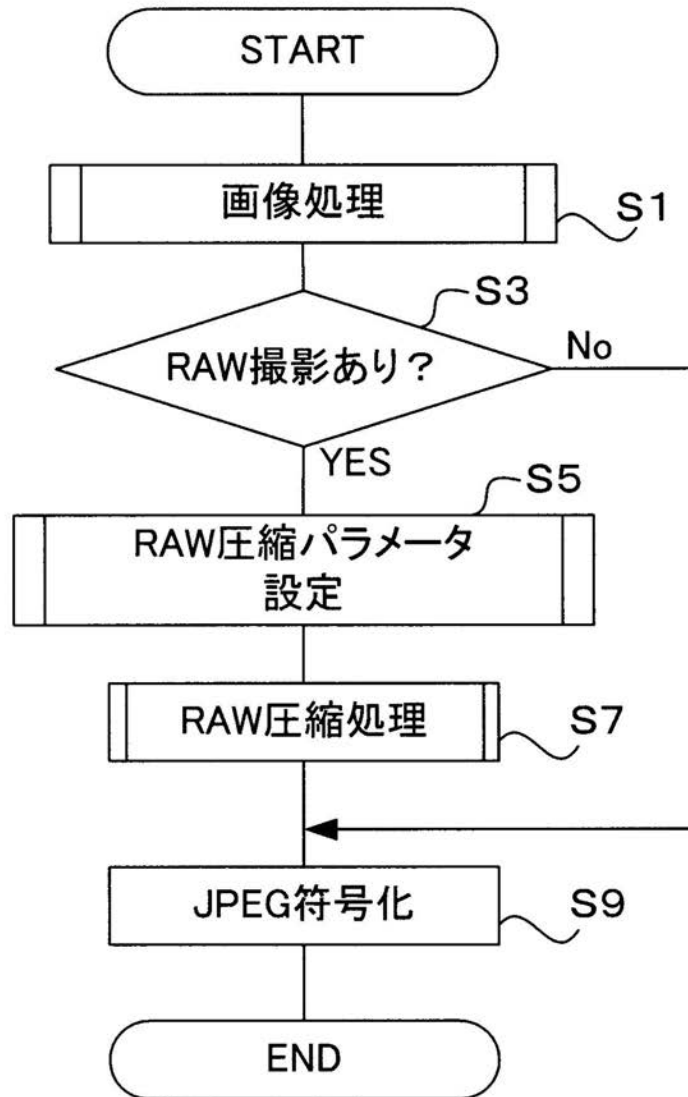 START
画像処理
S1
S3
RAW撮影あり？
No
YES
S5
RAW圧縮パラメータ
設定
RAW圧縮処理
S7
JPEG符号化
S9
END